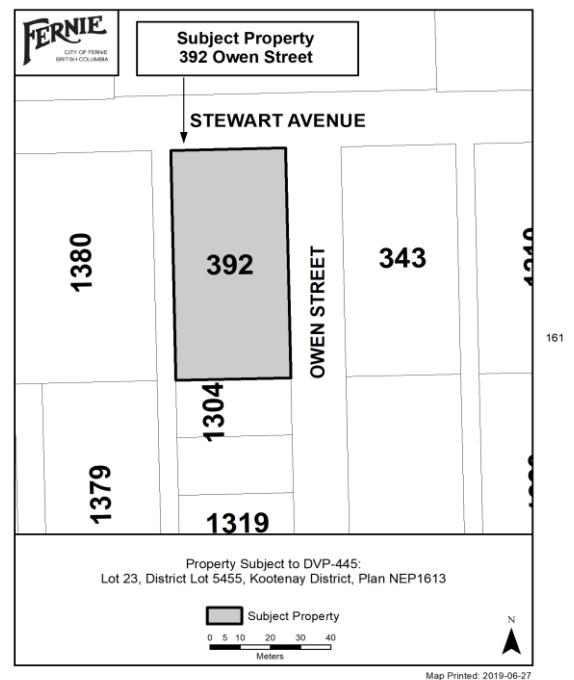 FERNIE
CITY OF FERNIE
BRITISH COLUMBIA
Subject Property
392 Owen Street
STEWART AVENUE
1380
392
OWEN STREET
343
161
1304
1379
1319
Property Subject to DVP-445:
Lot 23, District Lot 5455, Kootenay District, Plan NEP1613
Subject Property
0 5 10 20 30 40
Meters
N
Map Printed: 2019-06-27